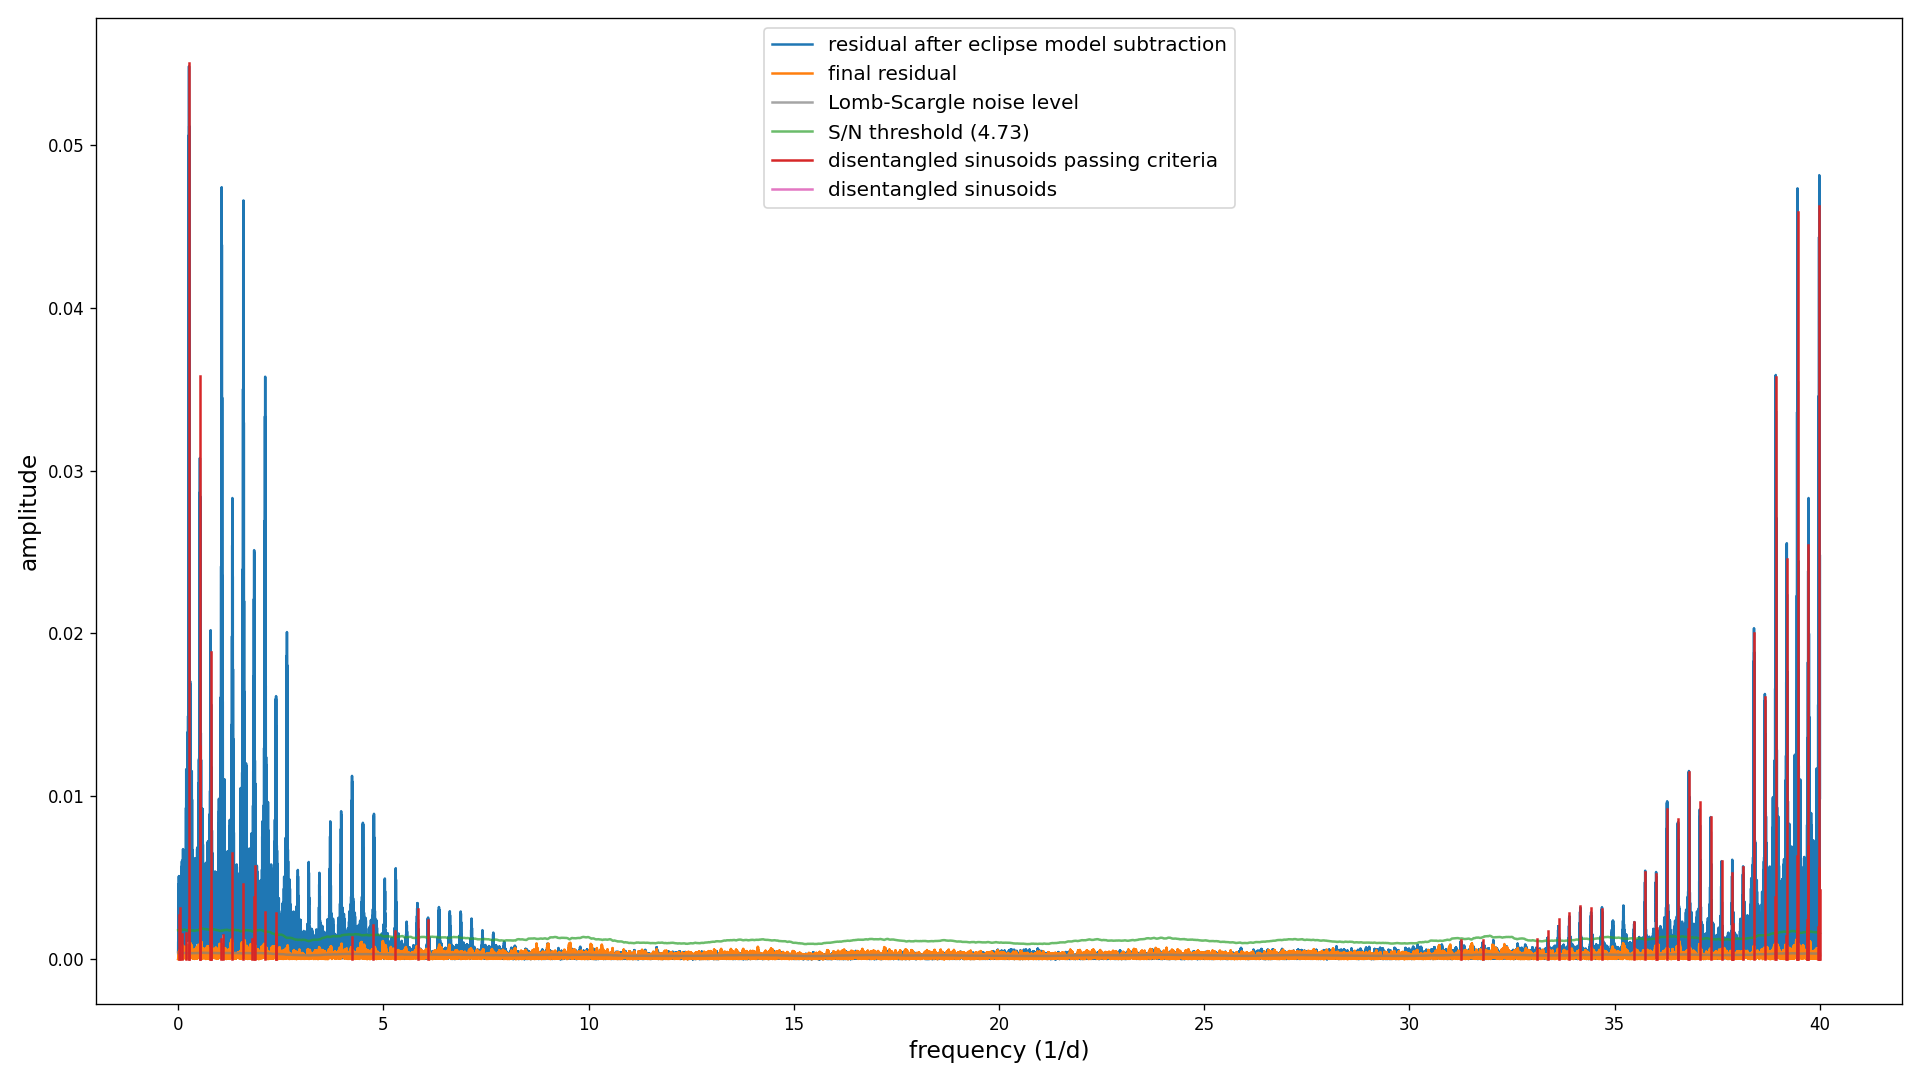 residual after eclipse model subtraction
final residual
Lomb-Scargle noise level
S/N threshold (4.73)
disentangled sinusoids passing criteria
disentangled sinusoids
amplitude
0.05
0.04
0.03
0.02
0.01
0.00
0 5 10 15 20 25 30 35 40
frequency (1/d)